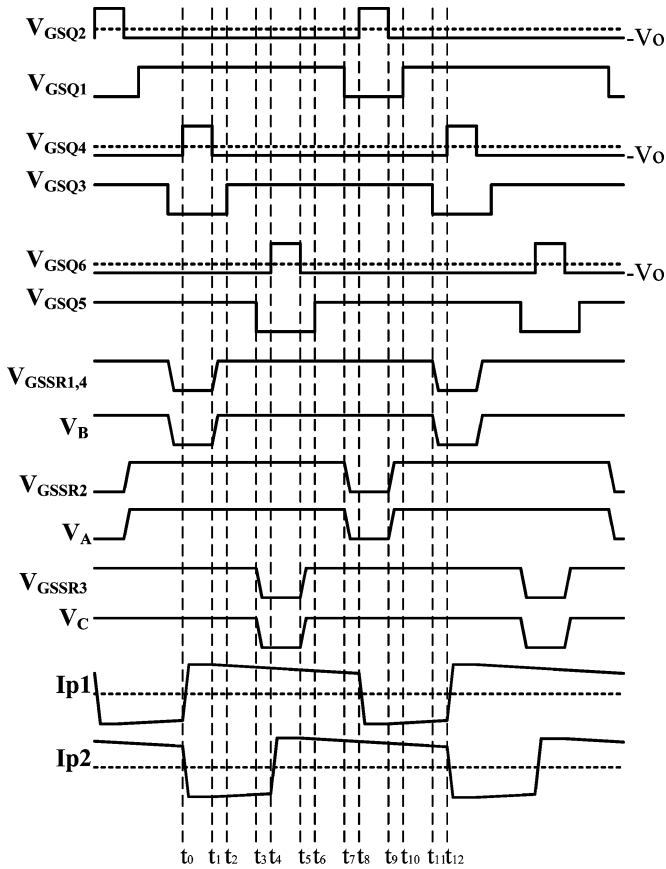 VGSQ2
-Vo
VGSQ1
VGSQ4
-Vo
VGSQ3
VGSQ6
-Vo
VGSQ5
VGSSR1,4
VB
VGSSR2
VA
VGSSR3
VC
Ip1
Ip2
t0 t1 t2 t3 t4 t5 t6 t7 t8 t9 t10 t11 t12